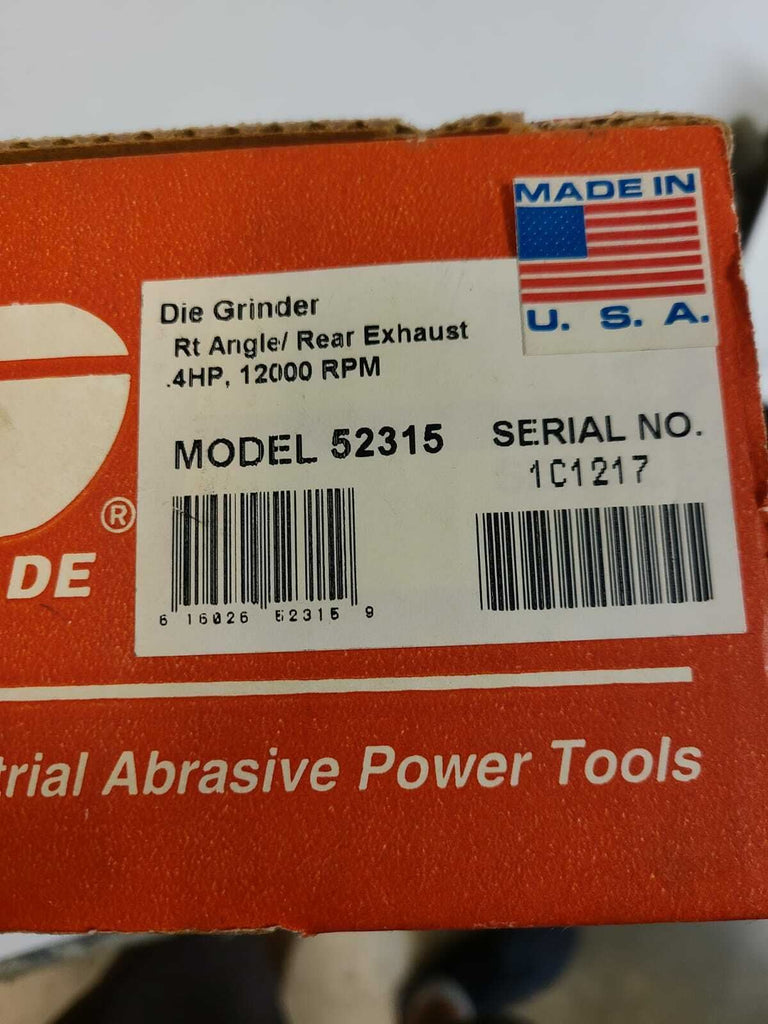 MADE IN
U. S. A.
Die Grinder
Rt Angle/ Rear Exhaust
.4HP, 12000 RPM
MODEL 52315
SERIAL NO.
1C1217
6 16026 52315 9
®
DE
trial Abrasive Power Tools